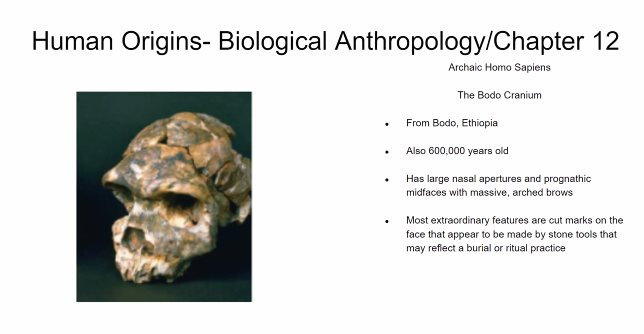 Human Origins- Biological Anthropology/Chapter 12
Archaic Homo Sapiens
The Bodo Cranium
● From Bodo, Ethiopia
● Also 600,000 years old
● Has large nasal apertures and prognathic
midfaces with massive, arched brows
● Most extraordinary features are cut marks on the
face that appear to be made by stone tools that
may reflect a burial or ritual practice